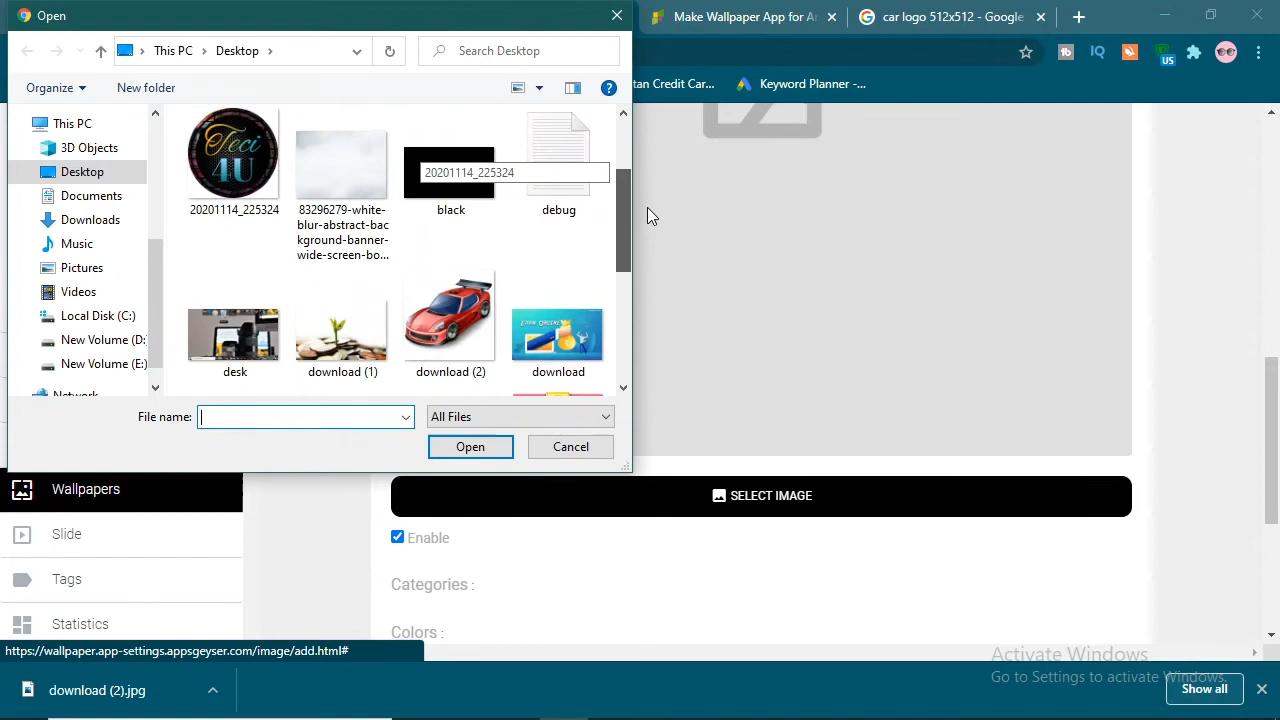 Open
Make Wallpaper App for Ar
car logo 512x512 - Google
This PC
Desktop
Search Desktop
IQ
US
Organize
New folder
tan Credit Car...
Keyword Planner -...
This PC
3D Objects
Desktop
Documents
Downloads
Music
Pictures
Videos
Local Disk (C:)
New Volume (D:
New Volume (E:)
Network
Teci
4U
20201114_225324
20201114_225324
83296279-white-
blur-abstract-bac
kground-banner-
wide-screen-bo...
black
debug
desk
download (1)
download (2)
EARN ONLINE
download
File name:
All Files
Open
Cancel
Wallpapers
Slide
Tags
Statistics
SELECT IMAGE
Enable
Categories :
Colors :
https://wallpaper.app-settings.appsgeyser.com/image/add.html#
Activate Windows
Go to Settings to activate Windows.
download (2).jpg
Show all